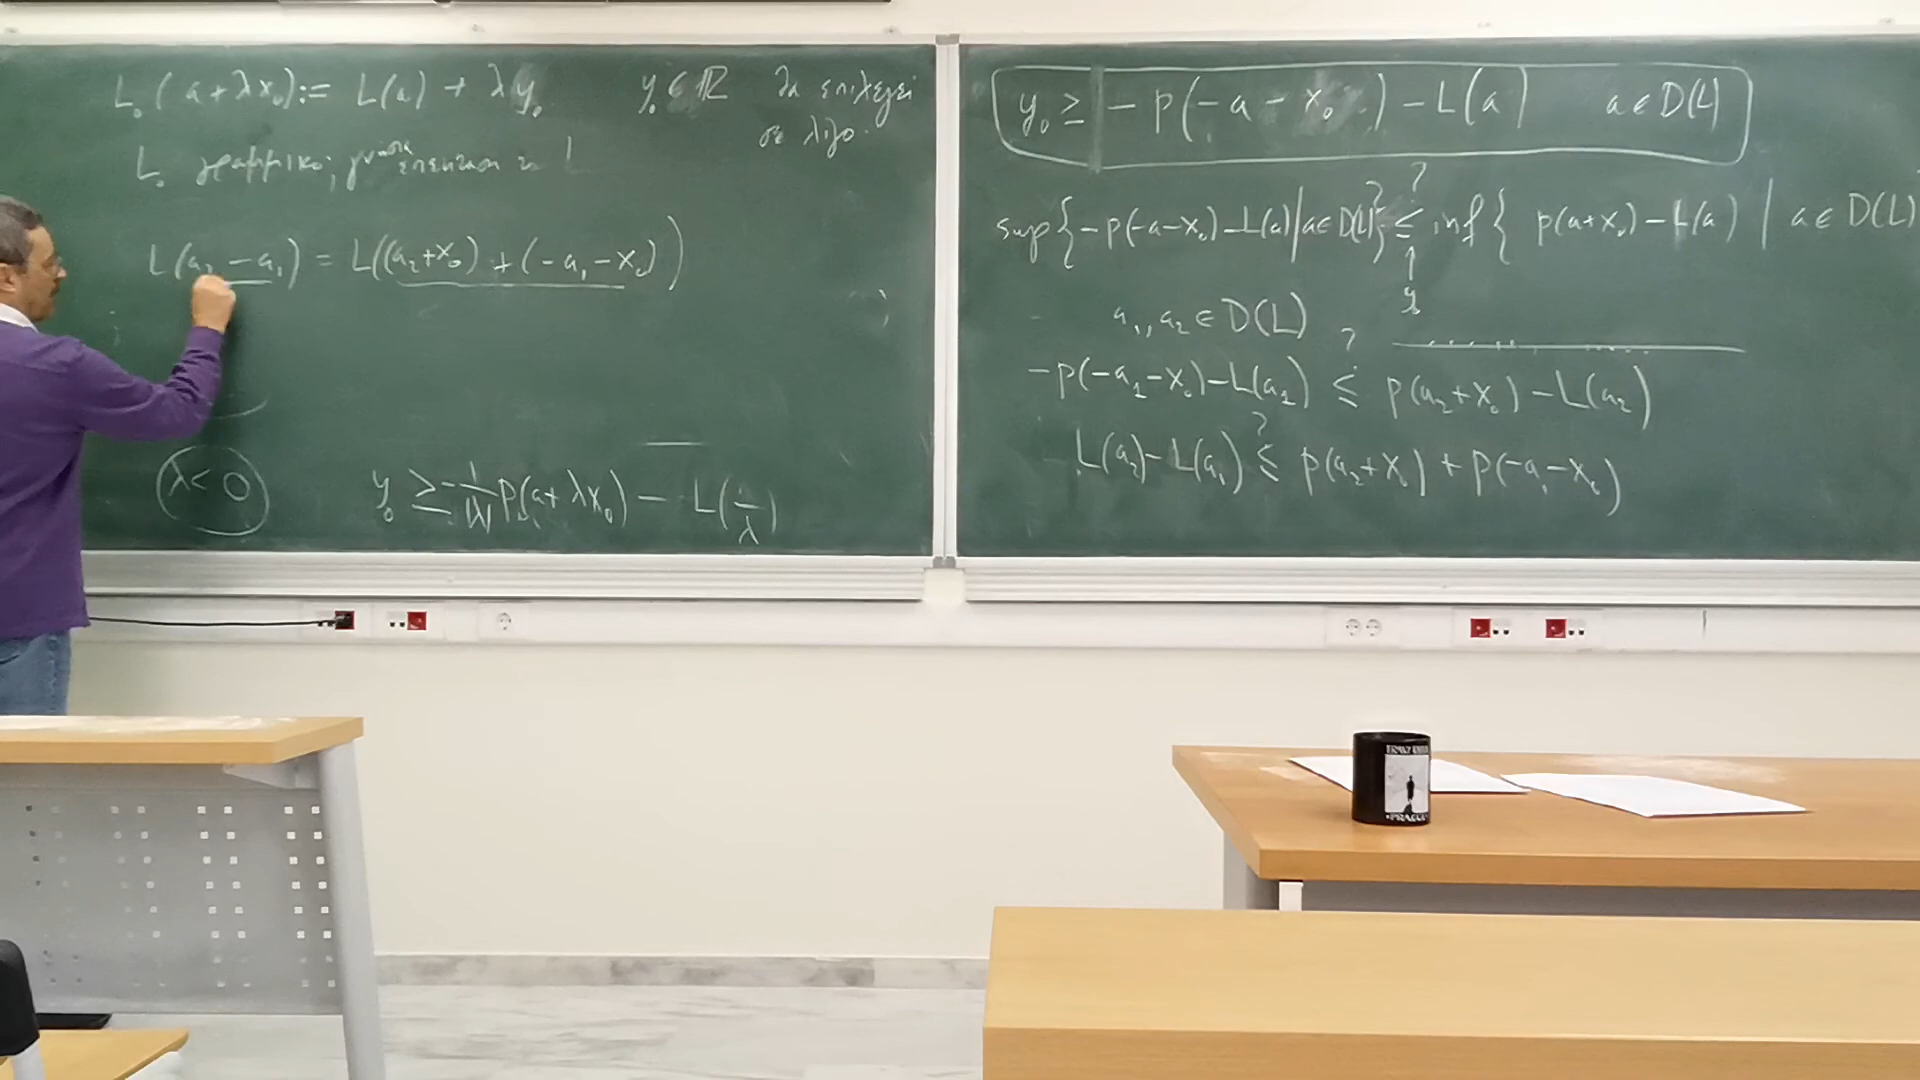 L₀(a+λx₀):= L(a) + λy₀     y₀ ∈ ℝ   θα επιλεγεί
σε λίγο.
L₀ γραμμικό, γνήσια επέκταση L
L(a₂ - a₁) = L((a₂+x₀) + (-a₁-x₀))
λ<0     y₀ ≥ -1/|λ| p(a+λx₀) - L( /λ)
y₀ ≥ -p(-a-x₀) - L(a)     a ∈ D(L)
?
sup{-p(-a-x₀)-L(a)|a∈D(L)} ≤ inf{ p(a+x₀)-L(a) | a∈D(L)
↑
y₀
a₁, a₂ ∈ D(L)
?
-p(-a₁-x₀)-L(a₁) ≤ p(a₂+x₀)-L(a₂)
?
L(a₂)-L(a₁) ≤ p(a₂+x₀) + p(-a₁-x₀)